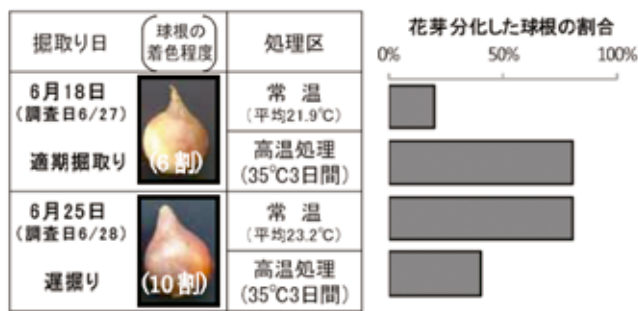 掘取り日
球根の
着色程度
処理区
花芽分化した球根の割合
0%
50%
100%
6月18日
(調査日6/27)
適期掘取り
(6割)
常 温
(平均21.9℃)
高温処理
(35℃3日間)
6月25日
(調査日6/28)
遅掘り
(10割)
常 温
(平均23.2℃)
高温処理
(35℃3日間)